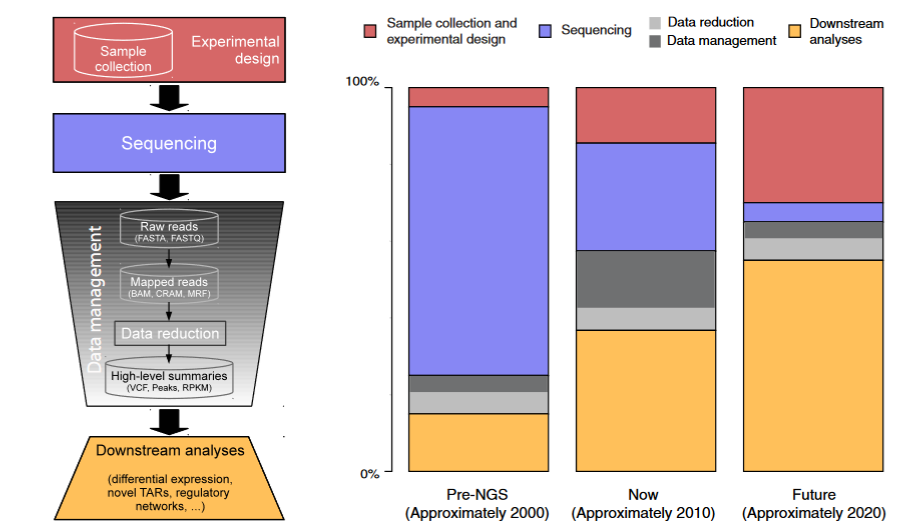 Sample
collection
Experimental
design
Sequencing
Data management
Raw reads
(FASTA, FASTQ)
Mapped reads
(BAM, CRAM, MRF)
Data reduction
High-level summaries
(VCF, Peaks, RPKM)
Downstream analyses
(differential expression,
novel TARs, regulatory
networks, ...)
Sample collection and
experimental design
Sequencing
Data reduction
Data management
Downstream
analyses
100%
0%
Pre-NGS
(Approximately 2000)
Now
(Approximately 2010)
Future
(Approximately 2020)